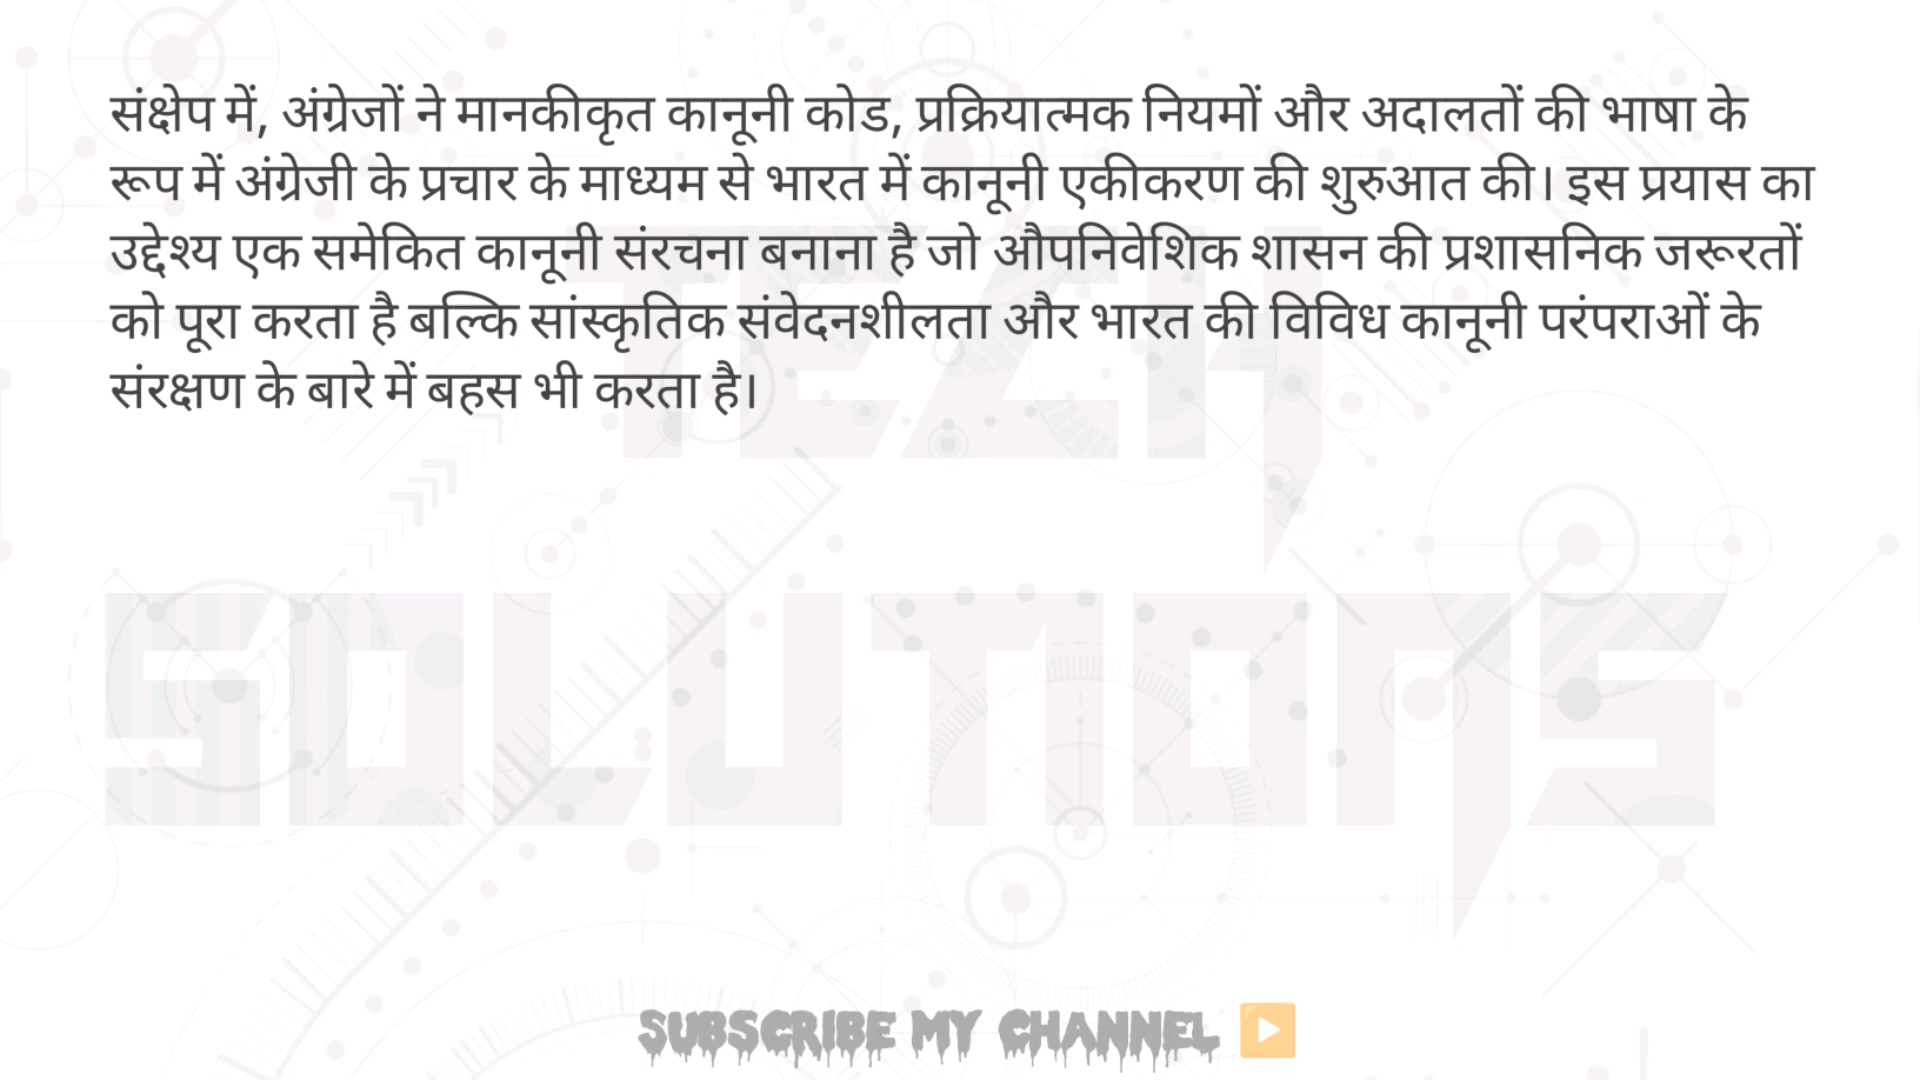 संक्षेप में, अंग्रेजों ने मानकीकृत कानूनी कोड, प्रक्रियात्मक नियमों और अदालतों की भाषा के
रूप में अंग्रेजी के प्रचार के माध्यम से भारत में कानूनी एकीकरण की शुरुआत की। इस प्रयास का
उद्देश्य एक समेकित कानूनी संरचना बनाना है जो औपनिवेशिक शासन की प्रशासनिक जरूरतों
को पूरा करता है बल्कि सांस्कृतिक संवेदनशीलता और भारत की विविध कानूनी परंपराओं के
संरक्षण के बारे में बहस भी करता है।
TEZH
SOLUTIONS
SUBSCRIBE MY CHANNEL